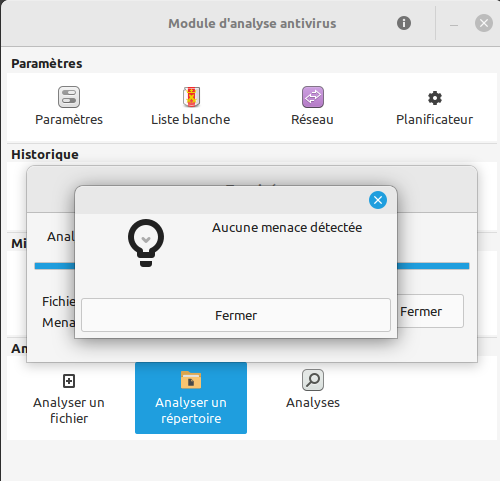 Module d'analyse antivirus
Paramètres
Paramètres
Liste blanche
Réseau
Planificateur
Historique
Aucune menace détectée
Anal
Mi
Fermer
Fichie
Fermer
Mena
An
Analyser un
fichier
Analyser un
répertoire
Analyses